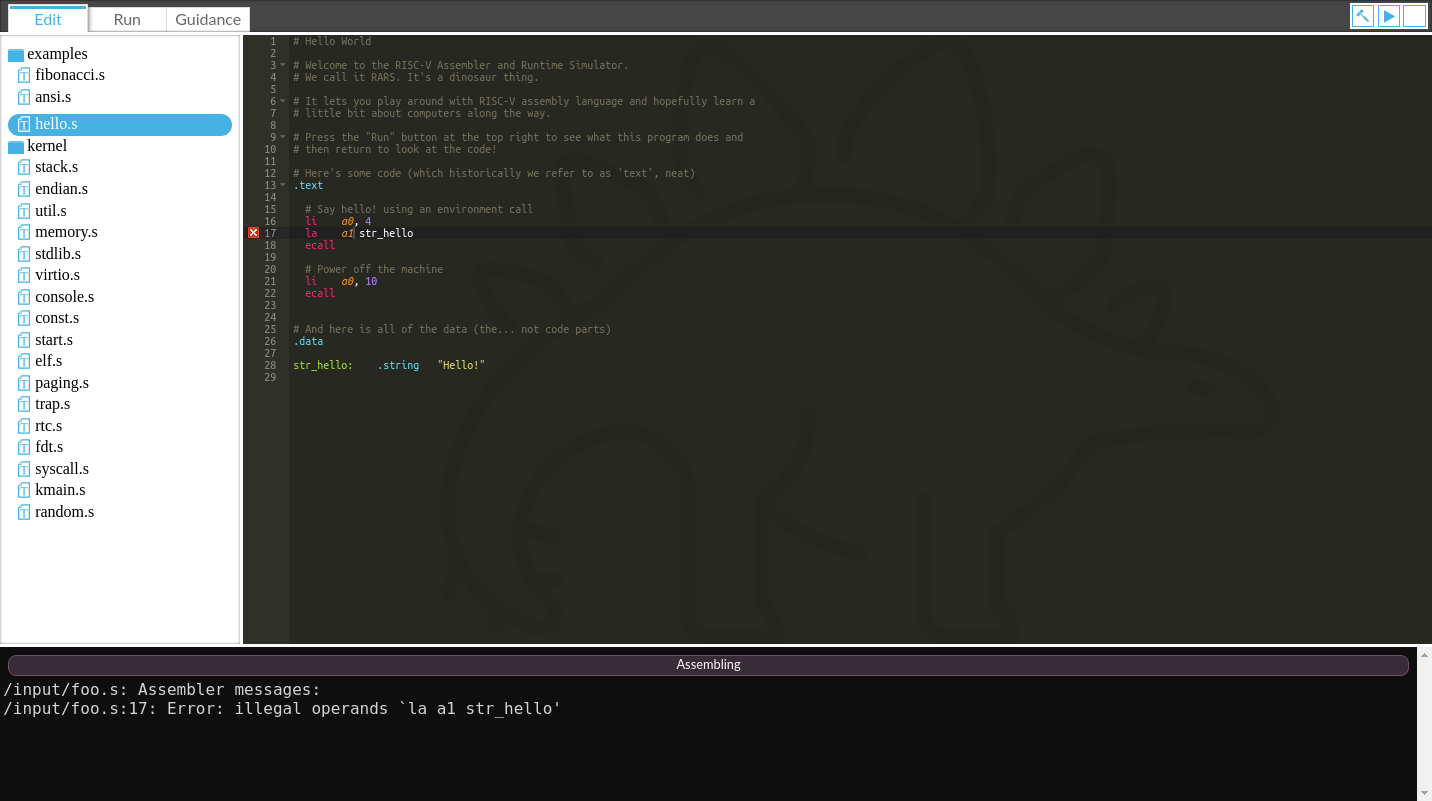 Edit Run Guidance
examples
fibonacci.s
ansi.s
hello.s
kernel
stack.s
endian.s
util.s
memory.s
stdlib.s
virtio.s
console.s
const.s
start.s
elf.s
paging.s
trap.s
rtc.s
fdt.s
syscall.s
kmain.s
random.s
1 # Hello World
2
3 # Welcome to the RISC-V Assembler and Runtime Simulator.
4 # We call it RARS. It's a dinosaur thing.
5
6 # It lets you play around with RISC-V assembly language and hopefully learn a
7 # little bit about computers along the way.
8
9 # Press the "Run" button at the top right to see what this program does and
10 # then return to look at the code!
11
12 # Here's some code (which historically we refer to as 'text', neat)
13 .text
14
15 # Say hello! using an environment call
16 li a0, 4
17 la a1 str_hello
18 ecall
19
20 # Power off the machine
21 li a0, 10
22 ecall
23
24
25 # And here is all of the data (the... not code parts)
26 .data
27
28 str_hello: .string "Hello!"
29
Assembling
/input/foo.s: Assembler messages:
/input/foo.s:17: Error: illegal operands `la a1 str_hello'